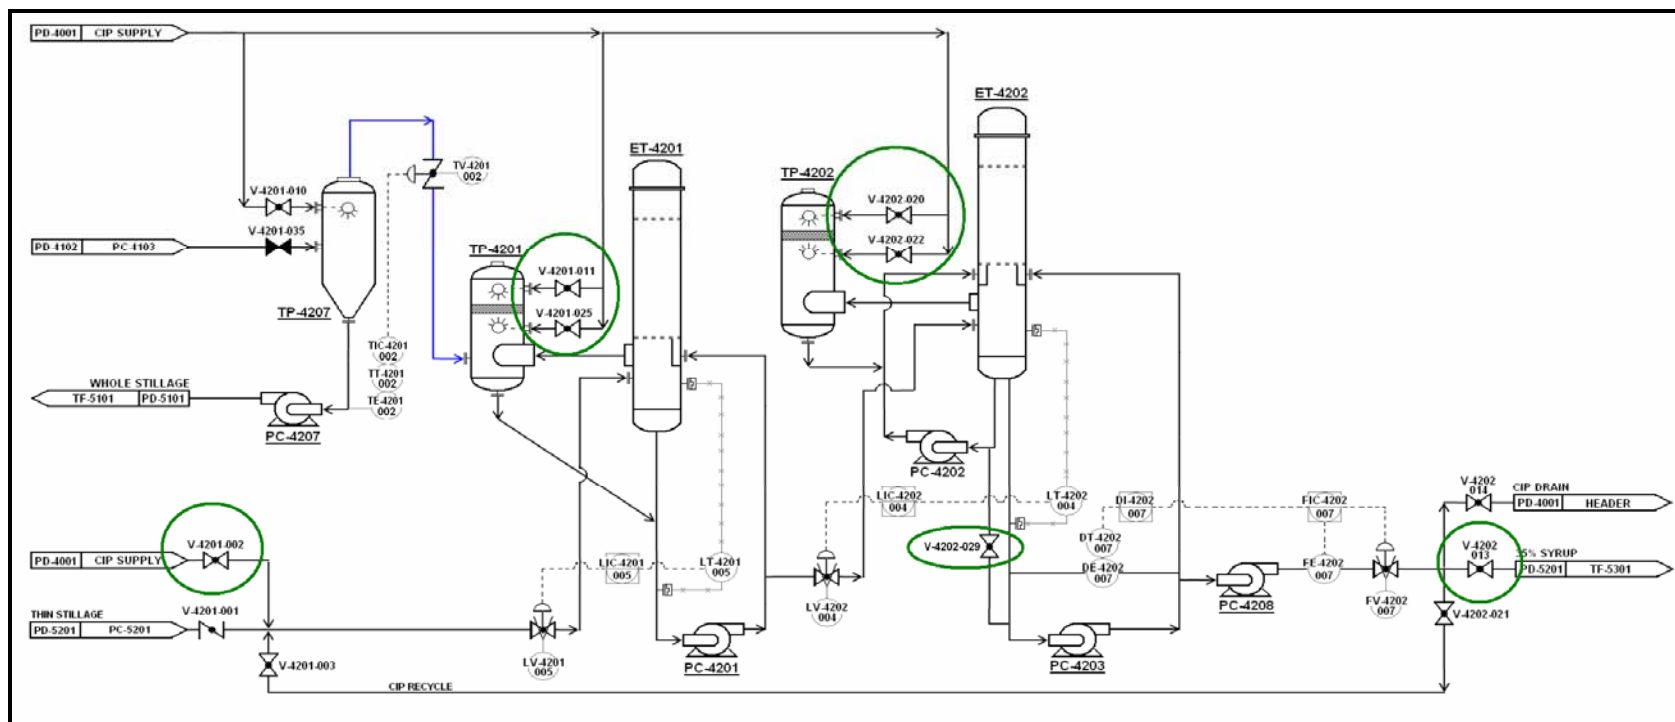 PD-4001 CIP SUPPLY
ET-4202
ET-4201
TV-4201
002
TP-4202
V-4201-010
V-4202-020
V-4201-035
PD-4102 PC-4103
V-4202-022
TP-4201
V-4201-011
TP-4207
V-4201-025
TIC-4201
002
TT-4201
002
WHOLE STILLAGE
TF-5101 PD-5101
TE-4201
002
PC-4207
PC-4202
LIC-4202
004
LT-4202
004
DI-4202
007
FIC-4202
007
V-4202
014
CIP DRAIN
PD-4001 HEADER
V-4201-002
V-4202-029
DT-4202
007
V-4202
013
35% SYRUP
PD-5201 TF-5301
PD-4001 CIP SUPPLY
LIC-4201
005
LT-4201
005
DE-4202
007
FE-4202
007
PC-4208
LV-4202
004
FV-4202
007
V-4202-021
THIN STILLAGE
V-4201-001
PD-5201 PC-5201
V-4201-003
LV-4201
005
PC-4201
PC-4203
CIP RECYCLE